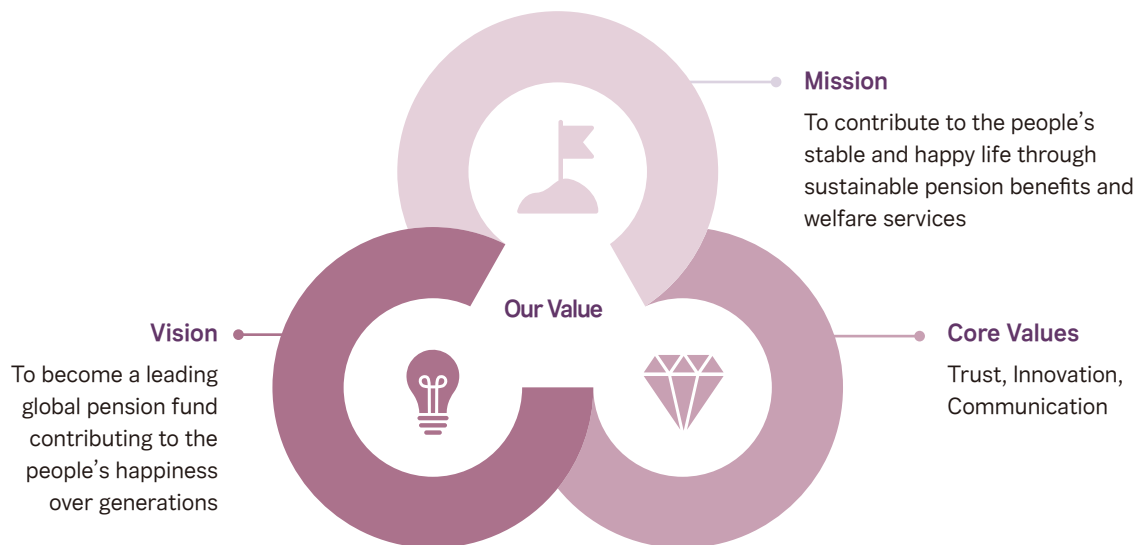 Mission
To contribute to the people’s
stable and happy life through
sustainable pension benefits and
welfare services
Our Value
Vision
To become a leading
global pension fund
contributing to the
people’s happiness
over generations
Core Values
Trust, Innovation,
Communication